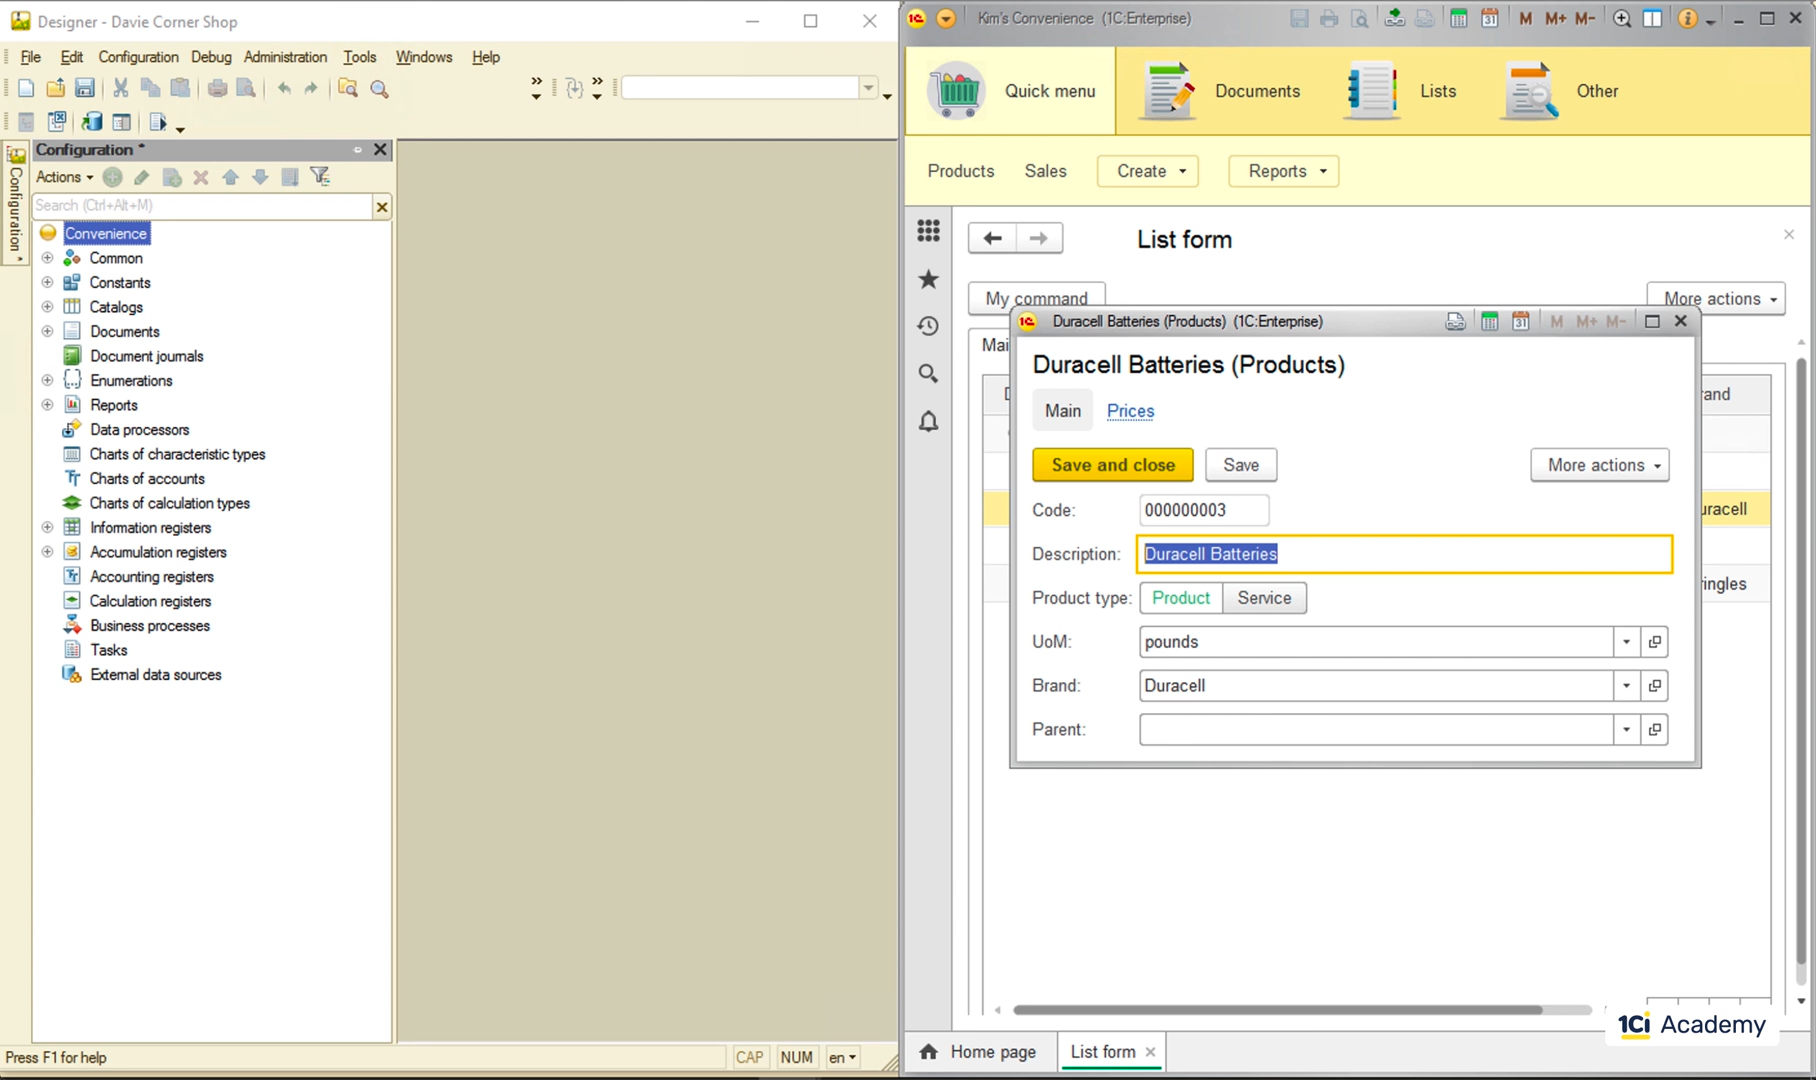 Designer - Davie Corner Shop
File Edit Configuration Debug Administration Tools Windows Help
Configuration *
Actions
Search (Ctrl+Alt+M)
Configuration
Convenience
Common
Constants
Catalogs
Documents
Document journals
Enumerations
Reports
Data processors
Charts of characteristic types
Charts of accounts
Charts of calculation types
Information registers
Accumulation registers
Accounting registers
Calculation registers
Business processes
Tasks
External data sources
Press F1 for help
CAP NUM en
Kim's Convenience (1C:Enterprise)
31 M M+ M-
Quick menu Documents Lists Other
Products Sales Create Reports
List form
My command More actions
Duracell Batteries (Products) (1C:Enterprise)
31 M M+ M-
Duracell Batteries (Products)
Main Prices
Save and close Save More actions
Code: 000000003
Description: Duracell Batteries
Product type: Product Service
UoM: pounds
Brand: Duracell
Parent:
1Ci Academy
Home page List form